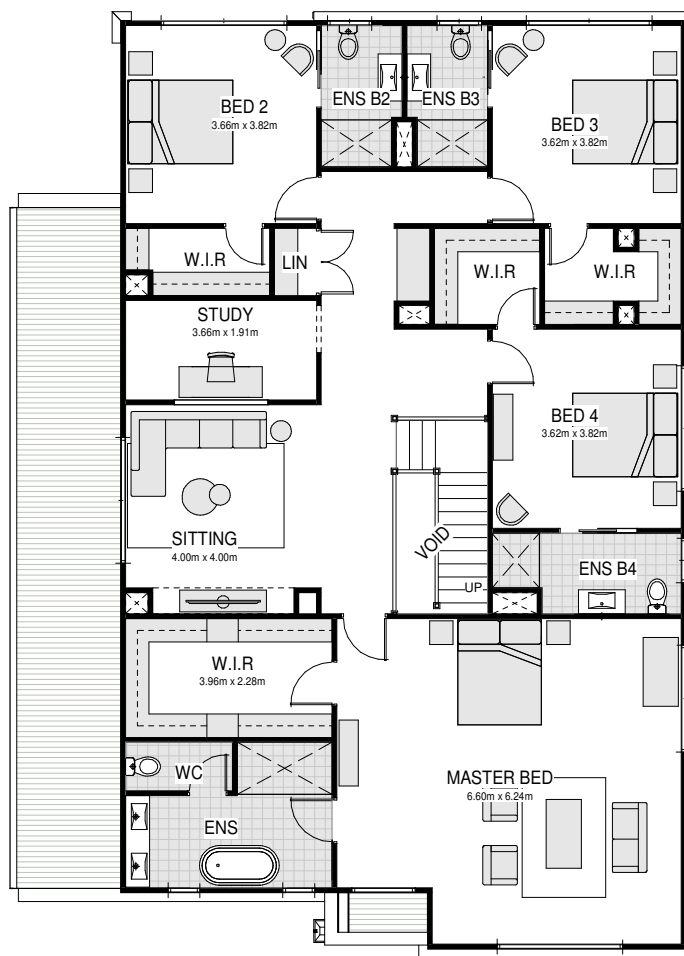 ENS B2
ENS B3
BED 2
3.66m x 3.82m
BED 3
3.62m x 3.82m
W.I.R
LIN
W.I.R
W.I.R
STUDY
3.66m x 1.91m
BED 4
3.62m x 3.82m
SITTING
4.00m x 4.00m
VOID
UP
ENS B4
W.I.R
3.96m x 2.28m
WC
MASTER BED
6.60m x 6.24m
ENS